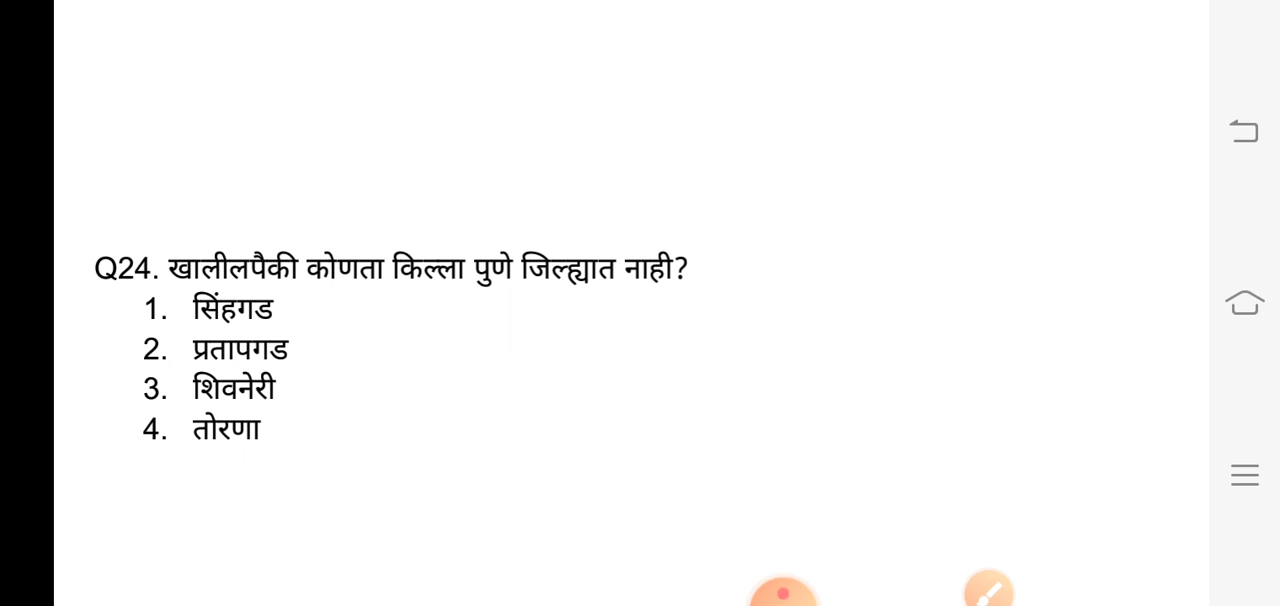 Q24. खालीलपैकी कोणता किल्ला पुणे जिल्ह्यात नाही?
1. सिंहगड
2. प्रतापगड
3. शिवनेरी
4. तोरणा